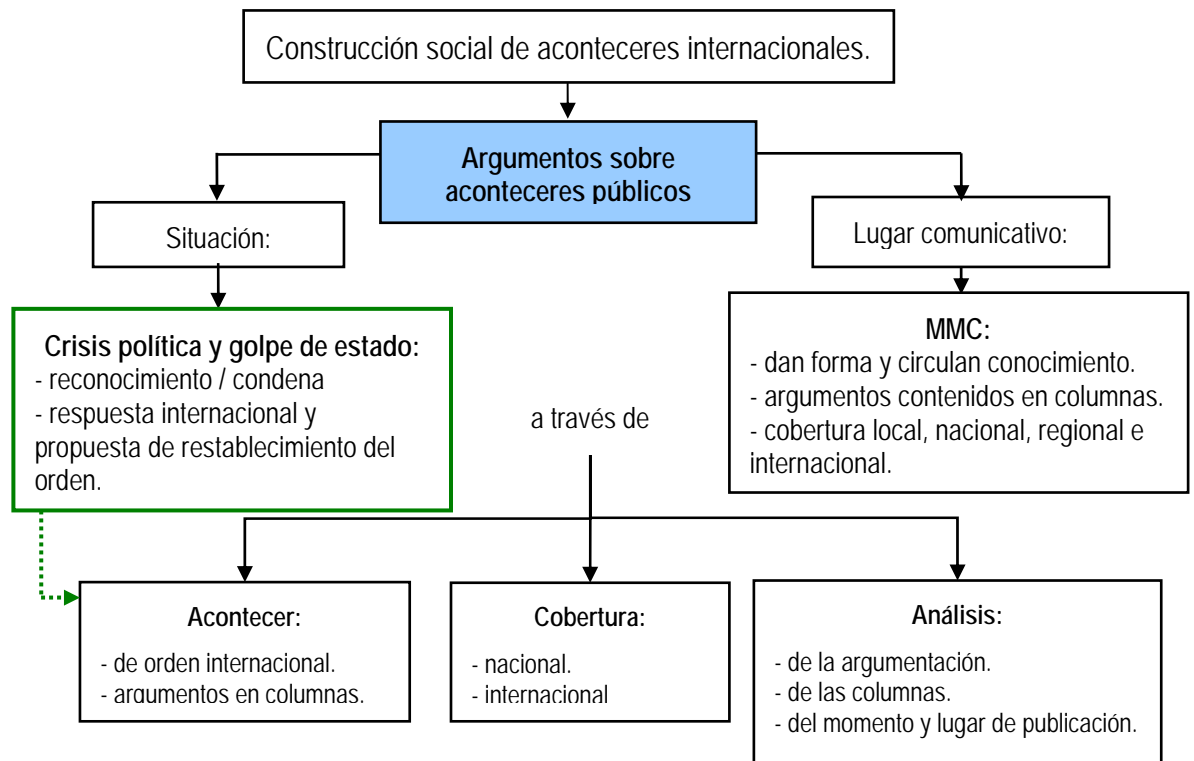 Construcción social de aconteceres internacionales.
Argumentos sobre
aconteceres públicos
Situación:
Lugar comunicativo:
Crisis política y golpe de estado:
- reconocimiento / condena
- respuesta internacional y
propuesta de restablecimiento del
orden.
MMC:
- dan forma y circulan conocimiento.
- argumentos contenidos en columnas.
- cobertura local, nacional, regional e
internacional.
a través de
Acontecer:
- de orden internacional.
- argumentos en columnas.
Cobertura:
- nacional.
- internacional
Análisis:
- de la argumentación.
- de las columnas.
- del momento y lugar de publicación.